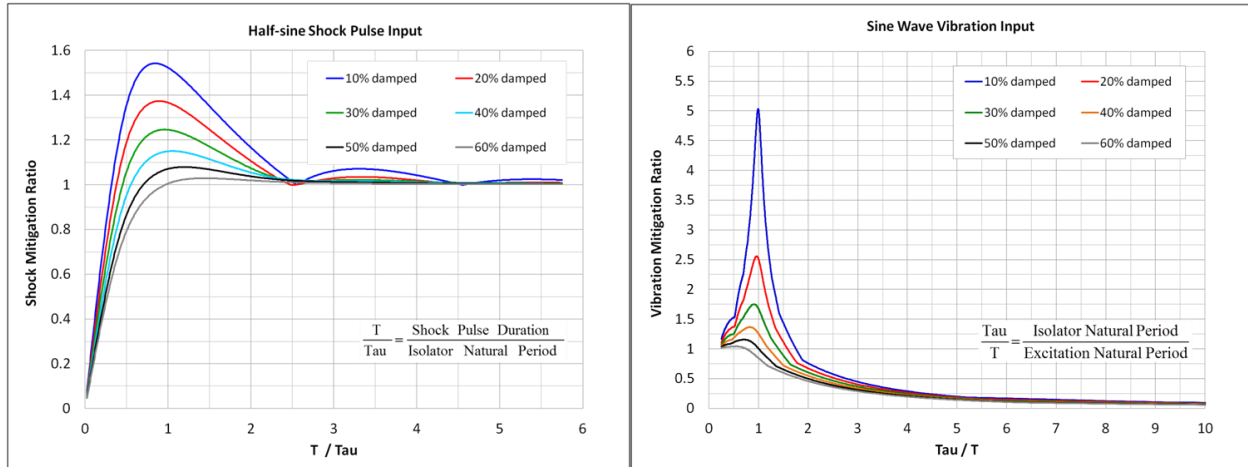 Half-sine Shock Pulse Input
1.6
1.4
1.2
1
0.8
0.6
0.4
0.2
0
Shock Mitigation Ratio
10% damped 20% damped
30% damped 40% damped
50% damped 60% damped
T / Tau = Shock Pulse Duration / Isolator Natural Period
0 1 2 3 4 5 6
T / Tau
Sine Wave Vibration Input
6
5.5
5
4.5
4
3.5
3
2.5
2
1.5
1
0.5
0
Vibration Mitigation Ratio
10% damped 20% damped
30% damped 40% damped
50% damped 60% damped
Tau / T = Isolator Natural Period / Excitation Natural Period
0 1 2 3 4 5 6 7 8 9 10
Tau / T